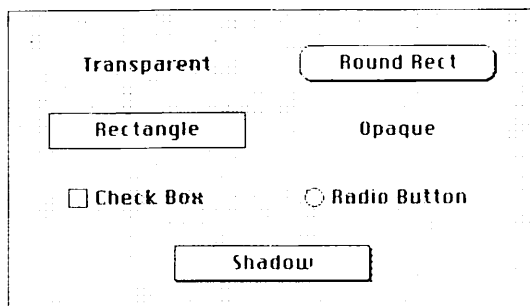 Transparent
Round Rect
Rectangle
Opaque
Check Box
Radio Button
Shadow